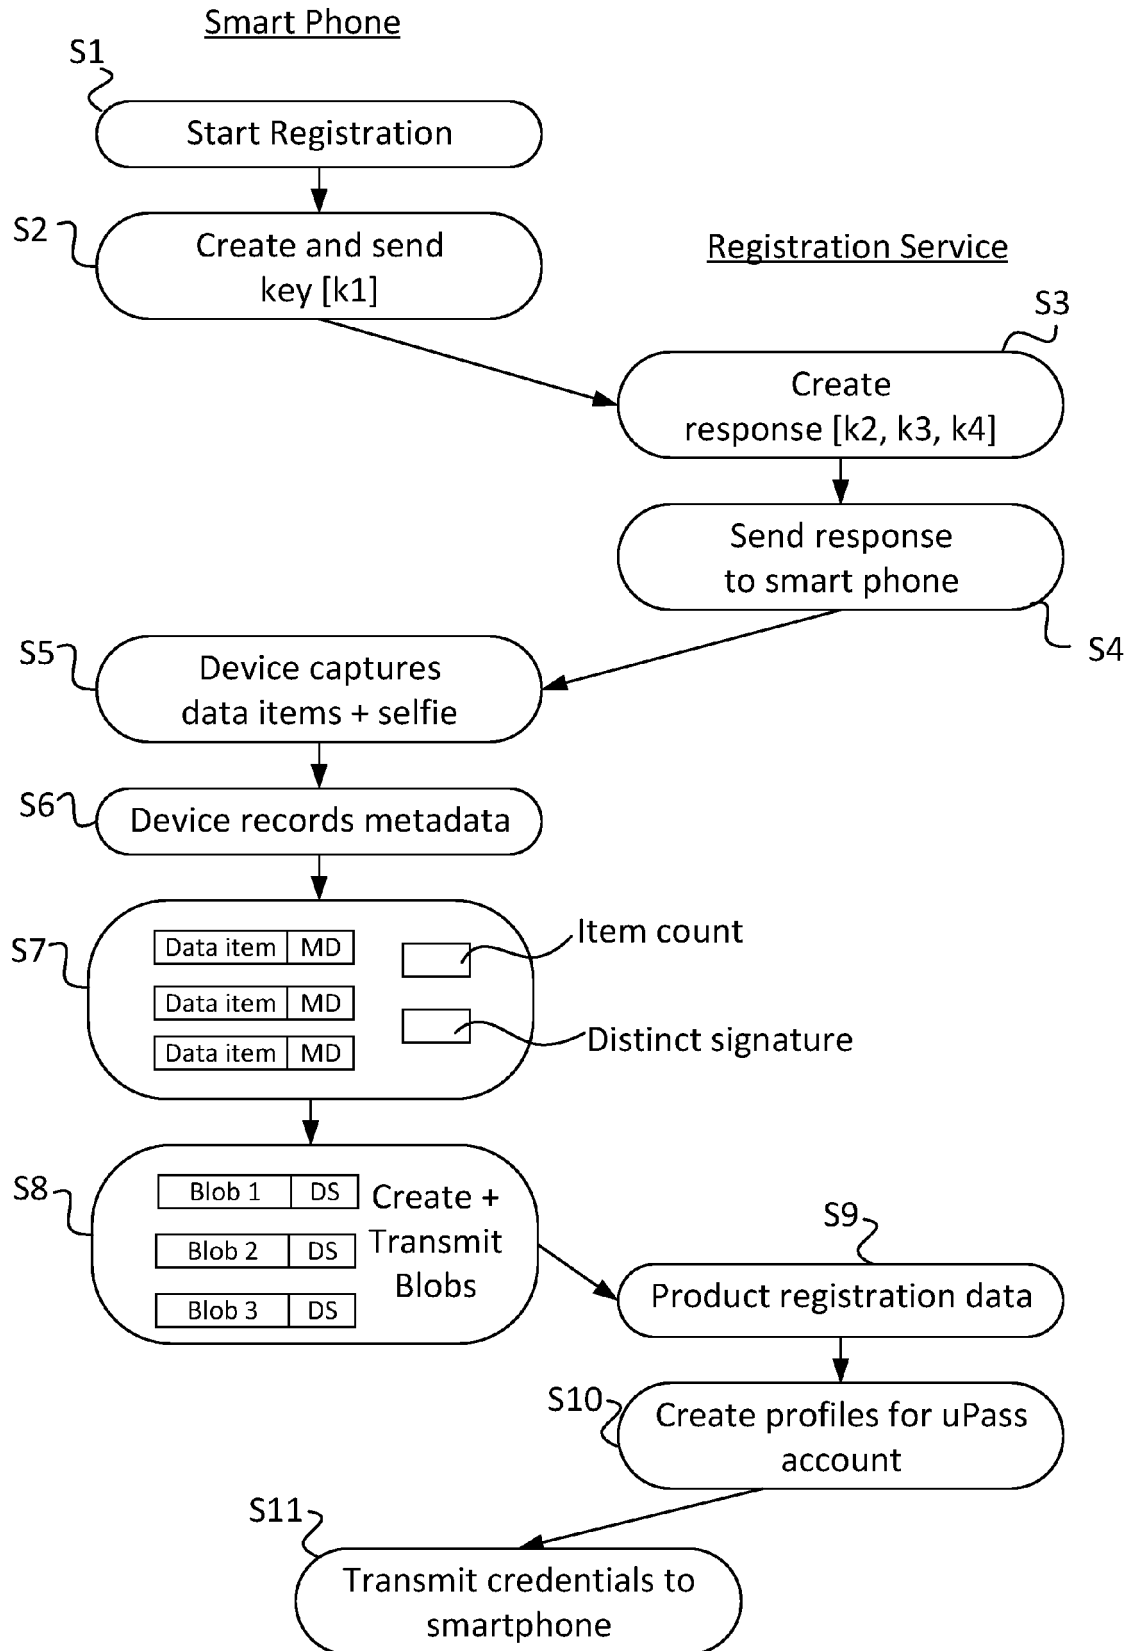 Smart Phone
S1
Start Registration
S2
Create and send
key [k1]
Registration Service
S3
Create
response [k2, k3, k4]
Send response
to smart phone
S4
S5
Device captures
data items + selfie
S6
Device records metadata
S7
Data item MD
Data item MD
Data item MD
Item count
Distinct signature
S8
Blob 1 DS
Blob 2 DS
Blob 3 DS
Create +
Transmit
Blobs
S9
Product registration data
S10
Create profiles for uPass
account
S11
Transmit credentials to
smartphone